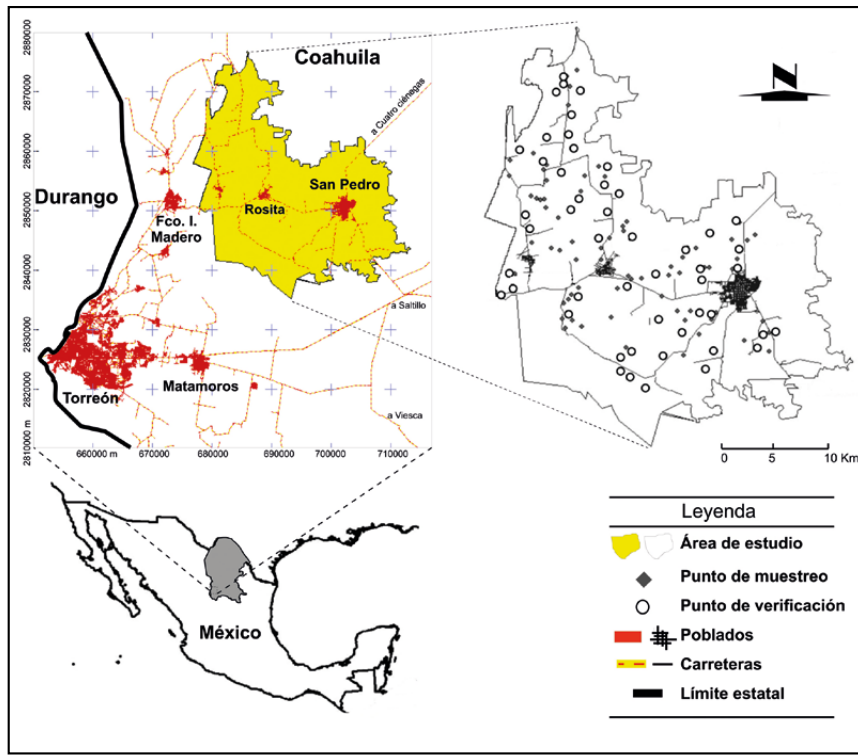 2880000
2870000
2860000
2850000
2840000
2830000
2820000
2810000 m
660000 m
670000
680000
690000
700000
710000
Coahuila
a Cuatro ciénegas
Durango
San Pedro
Rosita
Fco. I.
Madero
a Saltillo
Matamoros
Torreón
a Viesca
N
0 5 10 Km
México
Leyenda
Área de estudio
Punto de muestreo
Punto de verificación
Poblados
Carreteras
Límite estatal